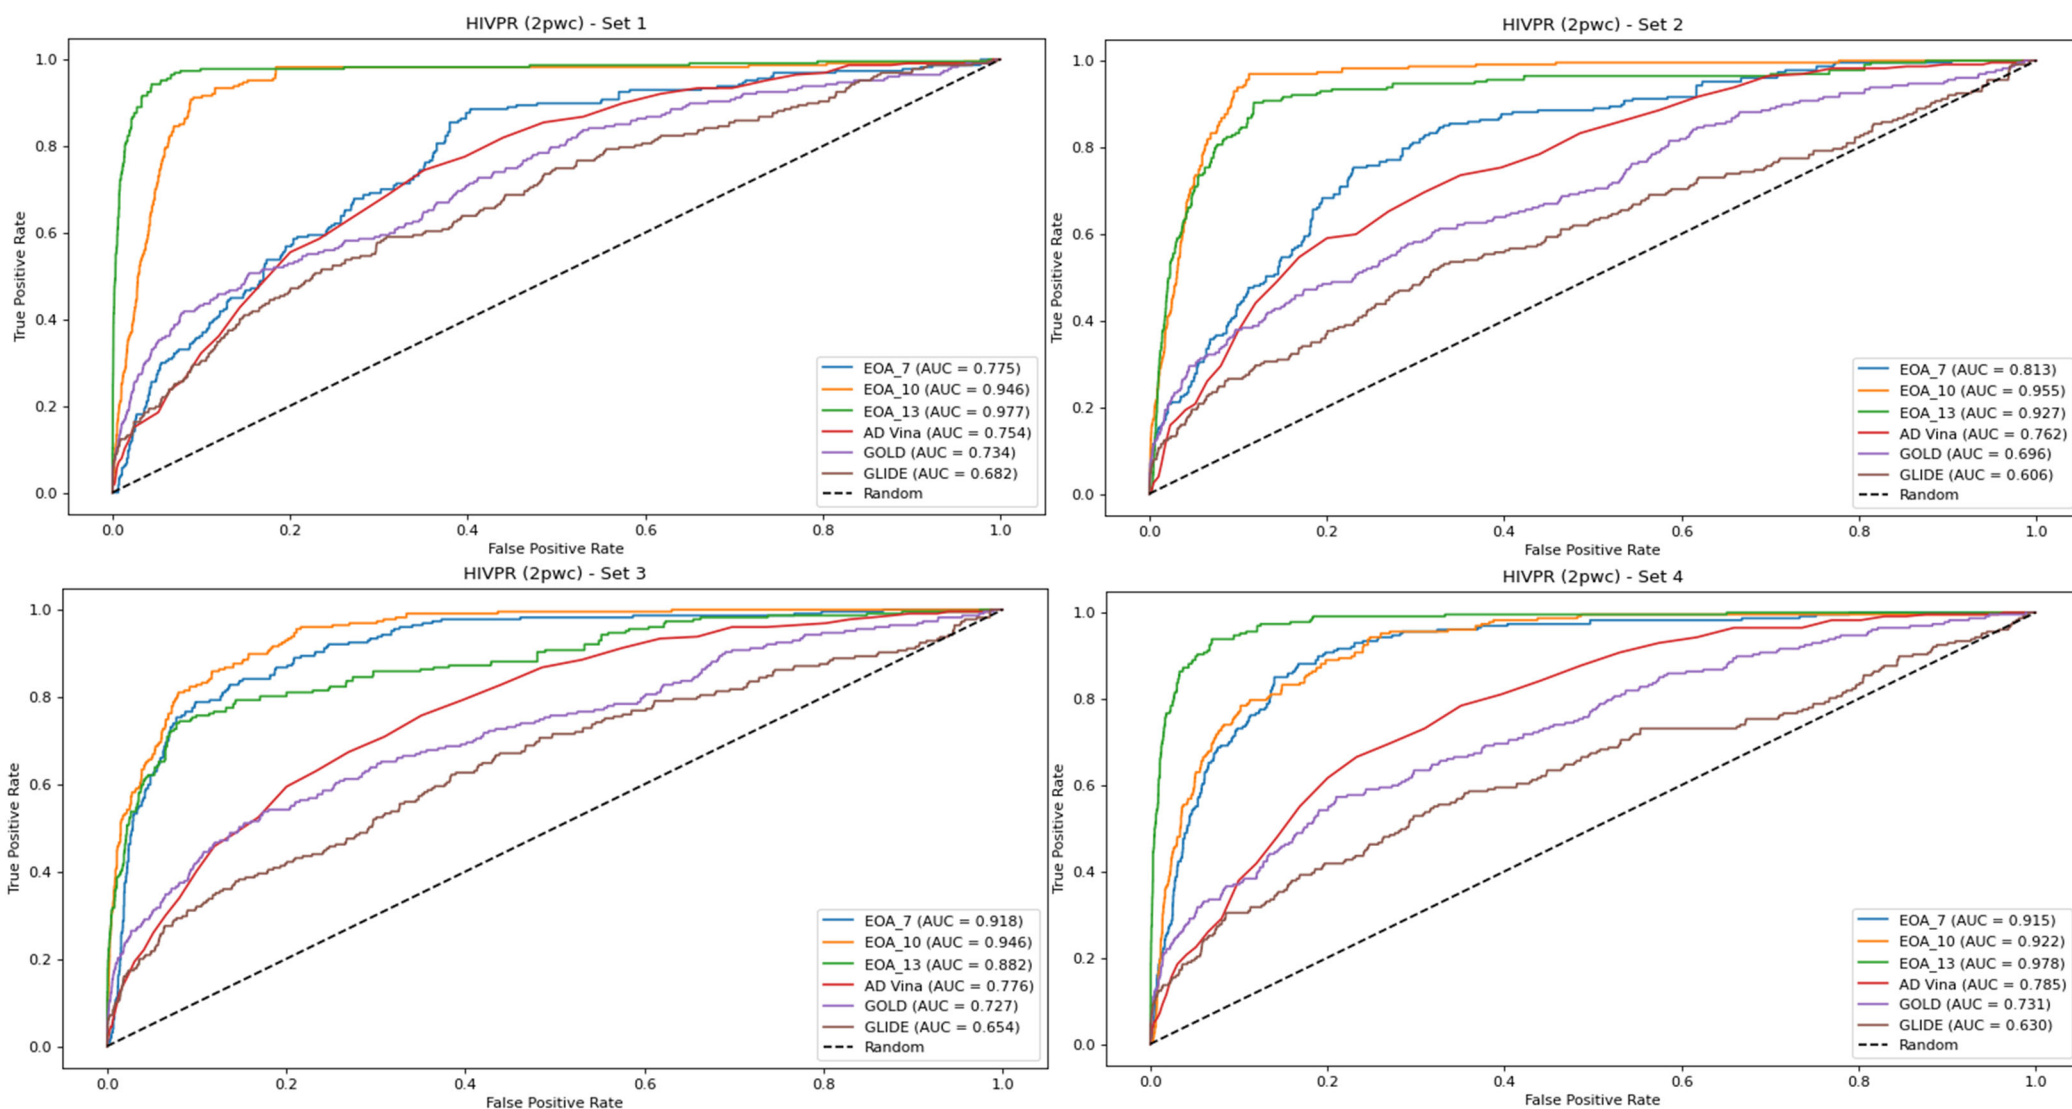 HIVPR (2pwc) - Set 1
True Positive Rate
1.0
0.8
0.6
0.4
0.2
0.0
EOA_7 (AUC = 0.775)
EOA_10 (AUC = 0.946)
EOA_13 (AUC = 0.977)
AD Vina (AUC = 0.754)
GOLD (AUC = 0.734)
GLIDE (AUC = 0.682)
Random
0.0 0.2 0.4 0.6 0.8 1.0
False Positive Rate
HIVPR (2pwc) - Set 2
True Positive Rate
1.0
0.8
0.6
0.4
0.2
0.0
EOA_7 (AUC = 0.813)
EOA_10 (AUC = 0.955)
EOA_13 (AUC = 0.927)
AD Vina (AUC = 0.762)
GOLD (AUC = 0.696)
GLIDE (AUC = 0.606)
Random
0.0 0.2 0.4 0.6 0.8 1.0
False Positive Rate
HIVPR (2pwc) - Set 3
True Positive Rate
1.0
0.8
0.6
0.4
0.2
0.0
EOA_7 (AUC = 0.918)
EOA_10 (AUC = 0.946)
EOA_13 (AUC = 0.882)
AD Vina (AUC = 0.776)
GOLD (AUC = 0.727)
GLIDE (AUC = 0.654)
Random
0.0 0.2 0.4 0.6 0.8 1.0
False Positive Rate
HIVPR (2pwc) - Set 4
True Positive Rate
1.0
0.8
0.6
0.4
0.2
0.0
EOA_7 (AUC = 0.915)
EOA_10 (AUC = 0.922)
EOA_13 (AUC = 0.978)
AD Vina (AUC = 0.785)
GOLD (AUC = 0.731)
GLIDE (AUC = 0.630)
Random
0.0 0.2 0.4 0.6 0.8 1.0
False Positive Rate